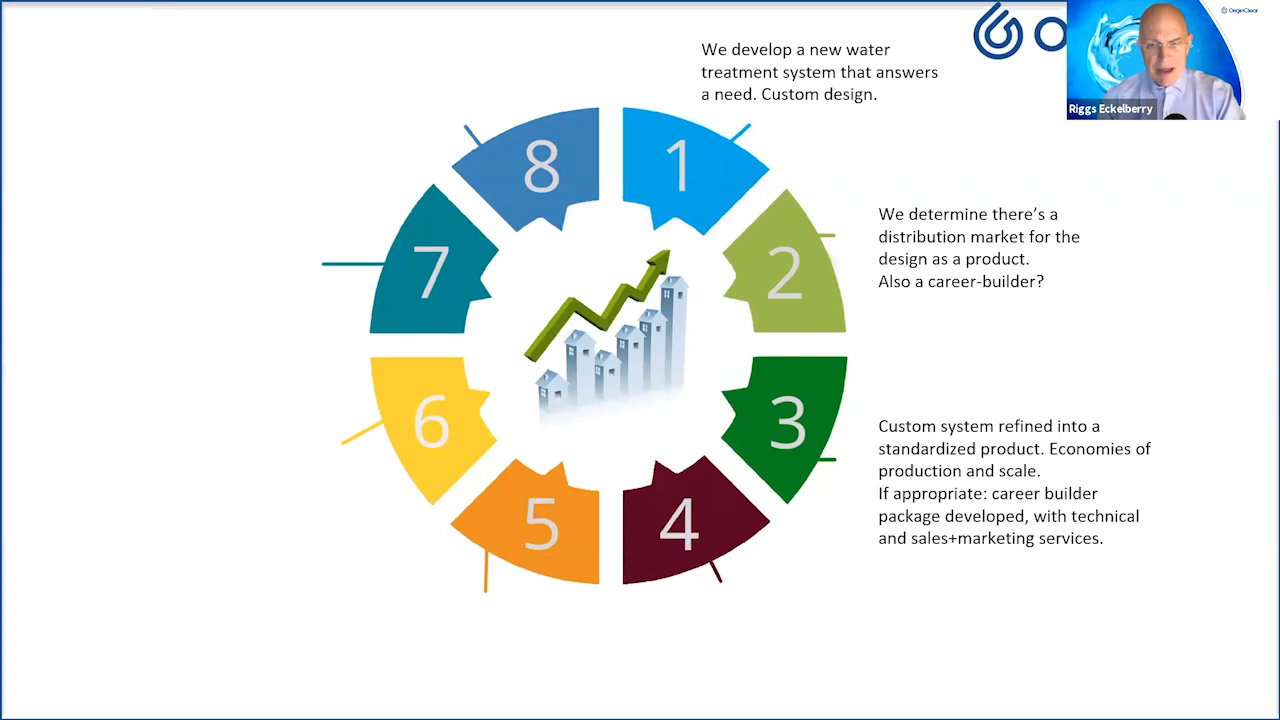 We develop a new water
treatment system that answers
a need. Custom design.
O
OriginClear
Riggs Eckelberry
8
1
7
2
We determine there’s a
distribution market for the
design as a product.
Also a career-builder?
6
3
Custom system refined into a
standardized product. Economies of
production and scale.
If appropriate: career builder
package developed, with technical
and sales+marketing services.
5
4